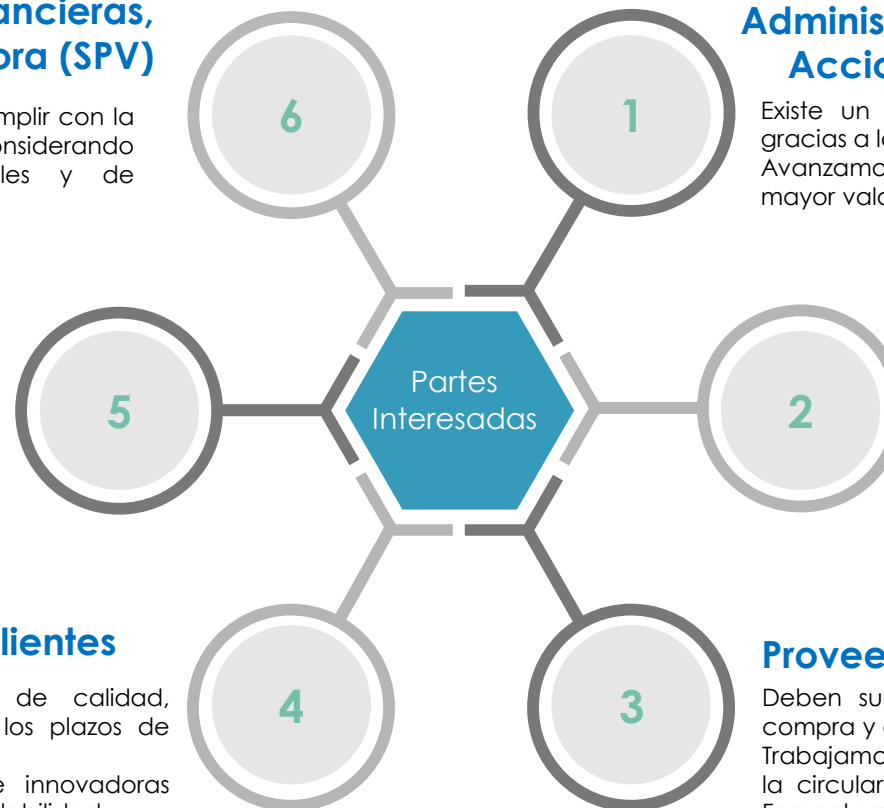 ancieras,
ora (SPV)
mplir con la
onsiderando
les y de
6
1
Adminis
Accio
Existe un
gracias a l
Avanzamo
mayor valo
5
Partes
Interesadas
2
lientes
de calidad,
los plazos de
e innovadoras
4
3
Provee
Deben su
compra y
Trabajamo
la circular